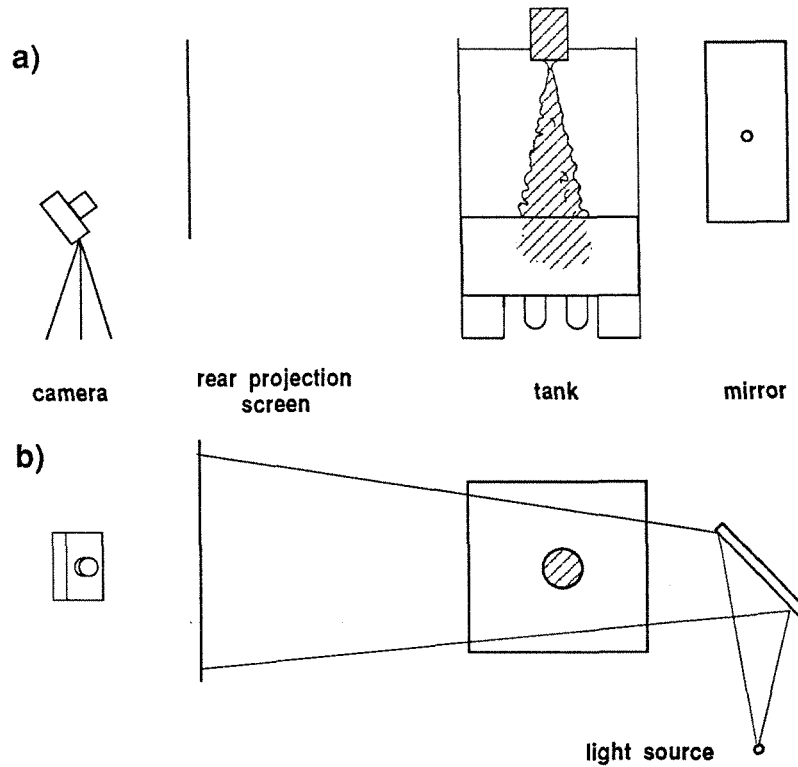 a)
camera
rear projection
screen
tank
mirror
b)
light source